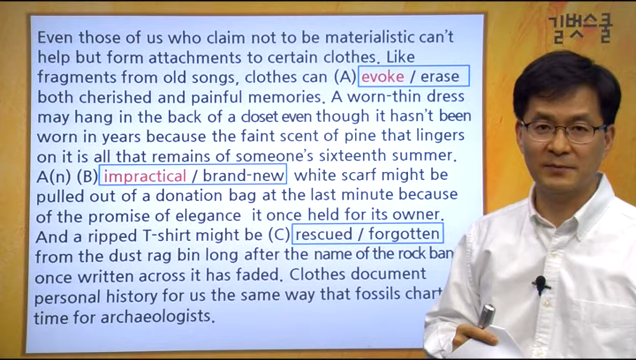 길벗스쿨
Even those of us who claim not to be materialistic can't
help but form attachments to certain clothes. Like
fragments from old songs, clothes can (A) evoke / erase
both cherished and painful memories. A worn-thin dress
may hang in the back of a closet even though it hasn't been
worn in years because the faint scent of pine that lingers
on it is all that remains of someone's sixteenth summer.
A(n) (B) impractical / brand-new white scarf might be
pulled out of a donation bag at the last minute because
of the promise of elegance it once held for its owner.
And a ripped T-shirt might be (C) rescued / forgotten
from the dust rag bin long after the name of the rock ban
once written across it has faded. Clothes document
personal history for us the same way that fossils chart
time for archaeologists.